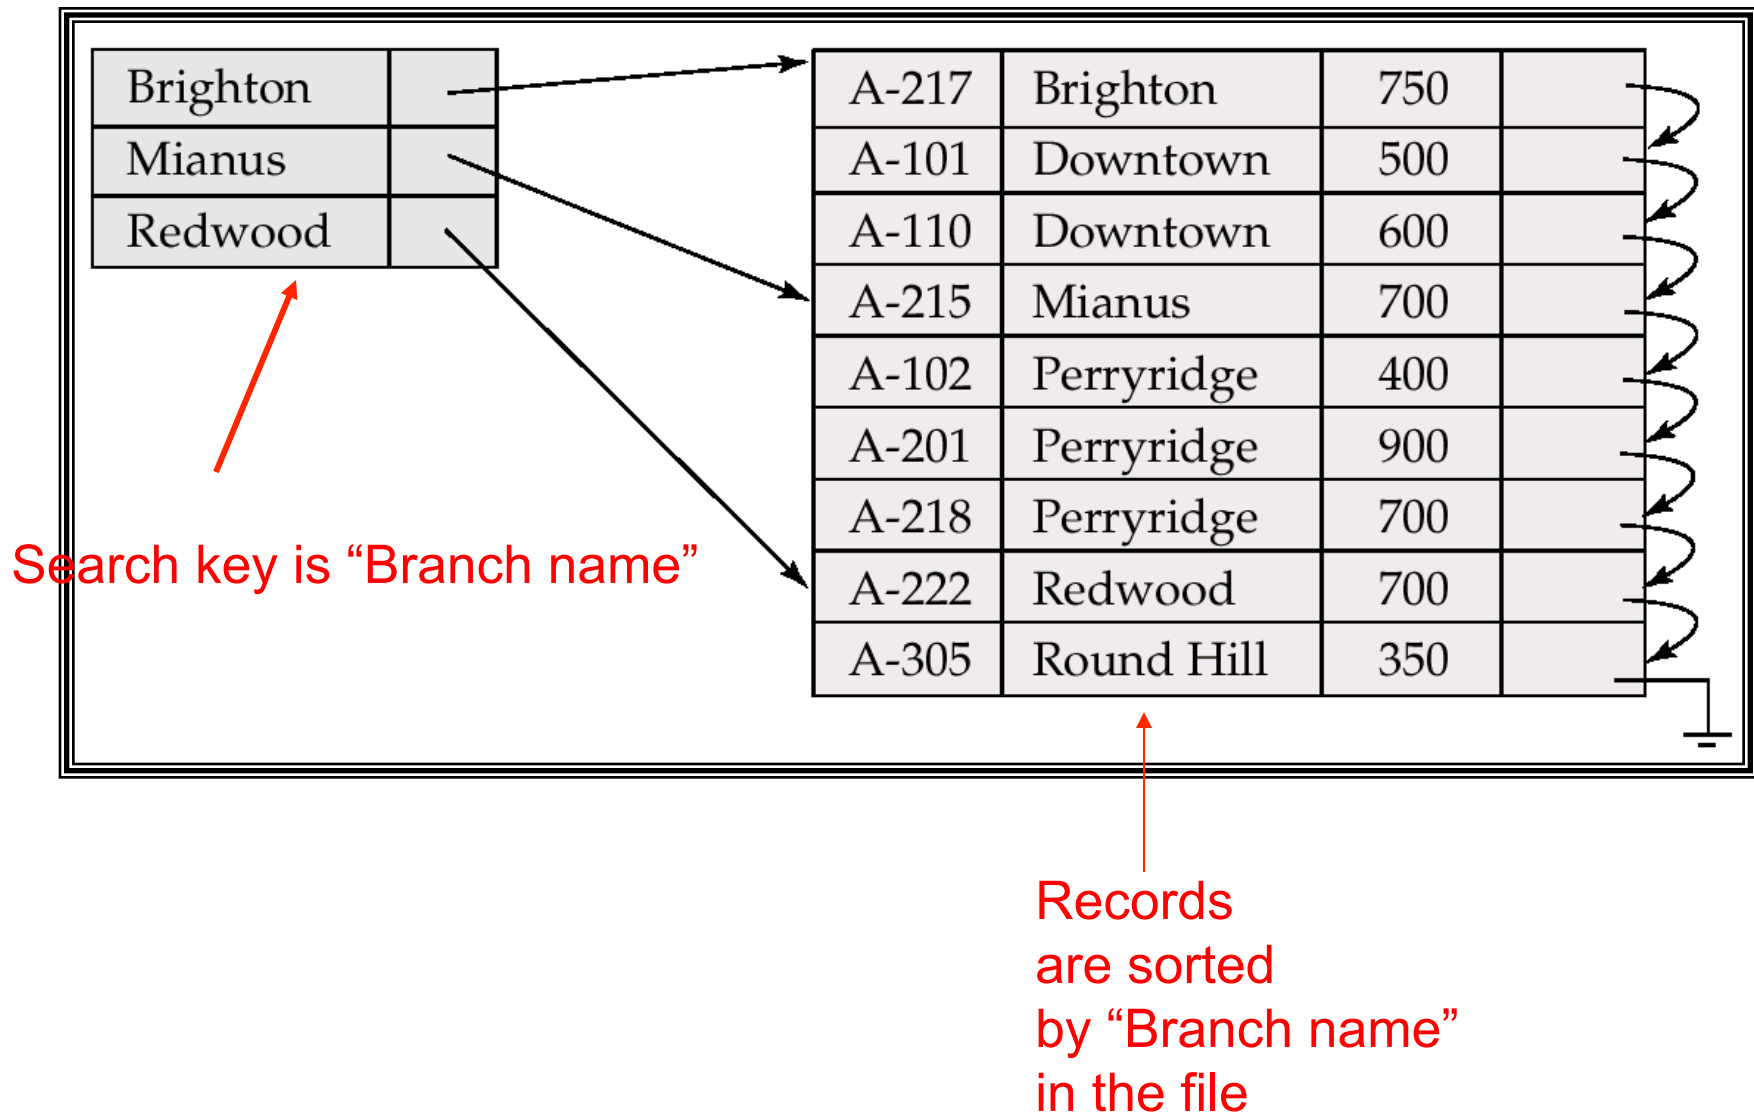 Brighton
Mianus
Redwood
A-217 Brighton 750
A-101 Downtown 500
A-110 Downtown 600
A-215 Mianus 700
A-102 Perryridge 400
A-201 Perryridge 900
A-218 Perryridge 700
A-222 Redwood 700
A-305 Round Hill 350
Search key is “Branch name”
Records
are sorted
by “Branch name”
in the file